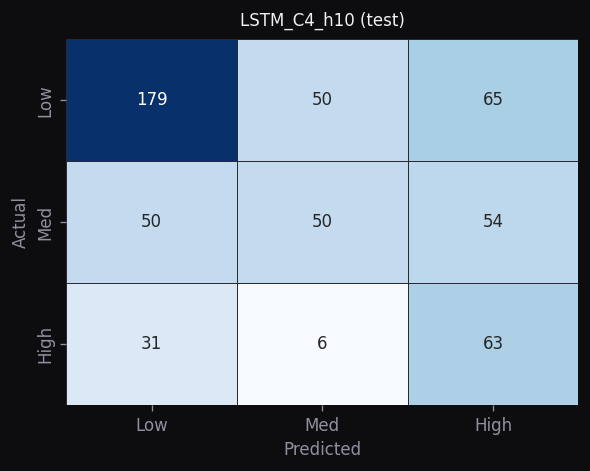 LSTM_C4_h10 (test)
Actual
Low 179 50 65
Med 50 50 54
High 31 6 63
Low Med High
Predicted